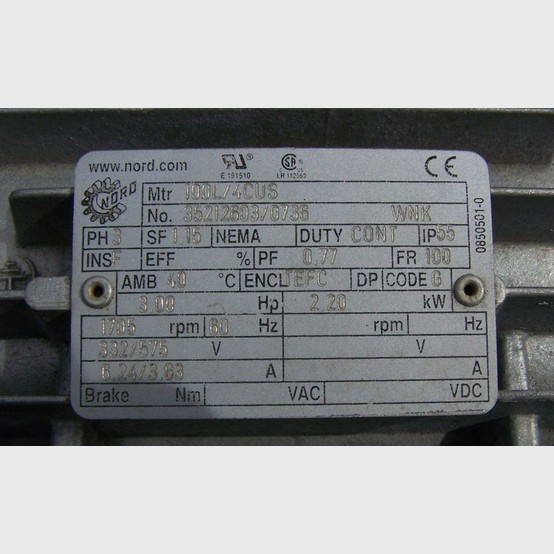 www.nord.com
E 191510
LR 112560
NORD
Mtr 100L/4CUS
No. 35212603/0736 WNK
PH 3 SF 1.15 NEMA DUTY CONT IP55
INS F EFF % PF 0.77 FR 100
AMB 40 °C ENCL TEFC DP CODE G
3.00 Hp 2.20 kW
1705 rpm 60 Hz rpm Hz
332/575 V V
6.24/3.63 A A
Brake Nm VAC VDC
0850501-0